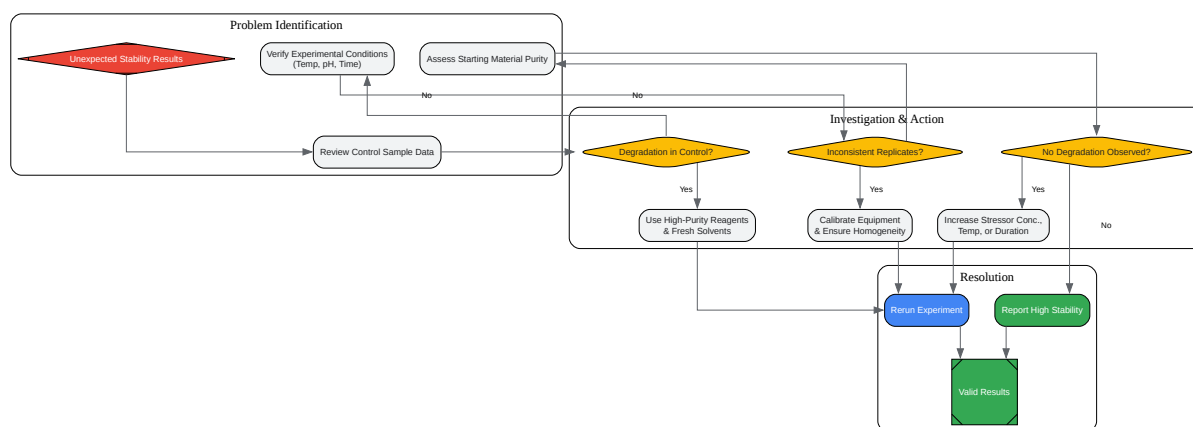 Problem Identification
Unexpected Stability Results
Verify Experimental Conditions
(Temp, pH, Time)
Assess Starting Material Purity
No
No
Review Control Sample Data
Investigation & Action
Degradation in Control?
Inconsistent Replicates?
No Degradation Observed?
Yes
Yes
Yes
Use High-Purity Reagents
& Fresh Solvents
Calibrate Equipment
& Ensure Homogeneity
Increase Stressor Conc.,
Temp, or Duration
No
Resolution
Rerun Experiment
Report High Stability
Valid Results